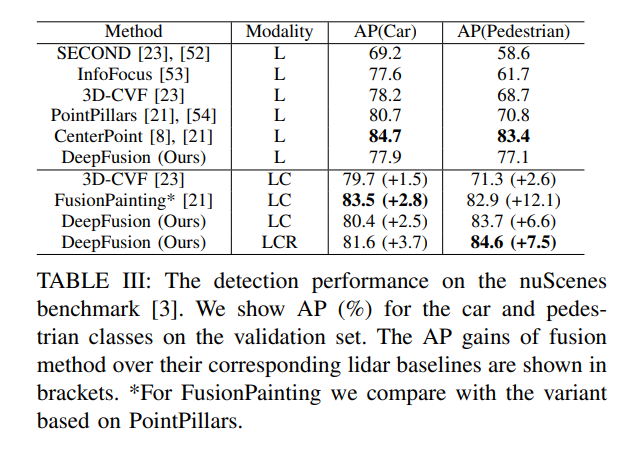 Method Modality AP(Car) AP(Pedestrian)
SECOND [23], [52] L 69.2 58.6
InfoFocus [53] L 77.6 61.7
3D-CVF [23] L 78.2 68.7
PointPillars [21], [54] L 80.7 70.8
CenterPoint [8], [21] L 84.7 83.4
DeepFusion (Ours) L 77.9 77.1
3D-CVF [23] LC 79.7 (+1.5) 71.3 (+2.6)
FusionPainting* [21] LC 83.5 (+2.8) 82.9 (+12.1)
DeepFusion (Ours) LC 80.4 (+2.5) 83.7 (+6.6)
DeepFusion (Ours) LCR 81.6 (+3.7) 84.6 (+7.5)
TABLE III: The detection performance on the nuScenes
benchmark [3]. We show AP (%) for the car and pedes-
trian classes on the validation set. The AP gains of fusion
method over their corresponding lidar baselines are shown in
brackets. *For FusionPainting we compare with the variant
based on PointPillars.